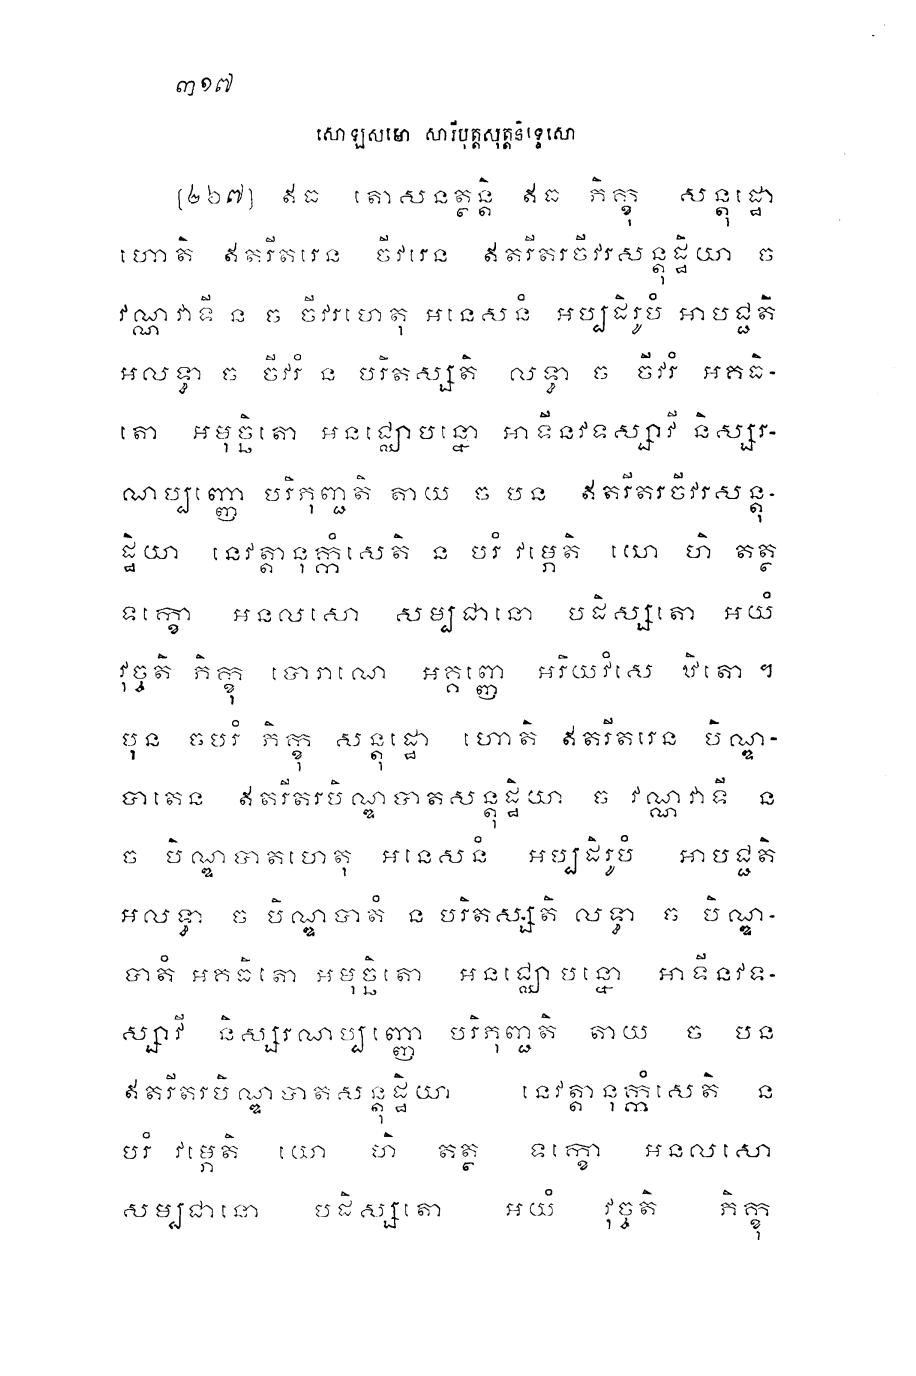 ៣១៧
សោឡសមោ សារីបុត្តសុត្តនិទ្ទេសោ
(៤៦៧) ឥធ តោសនត្ថន្តិ ឥធ ភិក្ខុ សន្តុដ្ឋោ
ហោតិ ឥតរីតរេន ចីវរេន ឥតរីតរចីវរសន្តុដ្ឋិយា ច
វណ្ណវាទី ន ច ចីវរហេតុ អនេសនំ អប្បដិរូបំ អាបជ្ជតិ
អលទ្ធា ច ចីវរំ ន បរិតស្សតិ លទ្ធា ច ចីវរំ អគធិ-
តោ អមុច្ឆិតោ អនជ្ឈោបន្នោ អាទីនវទស្សាវី និស្សរ-
ណប្បញ្ញោ បរិភុញ្ជតិ តាយ ច បន ឥតរីតរចីវរសន្តុ-
ដ្ឋិយា នេវត្តានុក្កំសេតិ ន បរំ វម្ភេតិ យោ ហិ តត្ថ
ទក្ខោ អនលសោ សម្បជានោ បដិស្សតោ អយំ
វុច្ចតិ ភិក្ខុ បោរាណេ អគ្គញ្ញេ អរិយវំសេ ឋិតោ ។
បុន ចបរំ ភិក្ខុ សន្តុដ្ឋោ ហោតិ ឥតរីតរេន បិណ្ឌ-
បាតេន ឥតរីតរបិណ្ឌបាតសន្តុដ្ឋិយា ច វណ្ណវាទី ន
ច បិណ្ឌបាតហេតុ អនេសនំ អប្បដិរូបំ អាបជ្ជតិ
អលទ្ធា ច បិណ្ឌបាតំ ន បរិតស្សតិ លទ្ធា ច បិណ្ឌ-
បាតំ អគធិតោ អមុច្ឆិតោ អនជ្ឈោបន្នោ អាទីនវទ-
ស្សាវី និស្សរណប្បញ្ញោ បរិភុញ្ជតិ តាយ ច បន
ឥតរីតរបិណ្ឌបាតសន្តុដ្ឋិយា នេវត្តានុក្កំសេតិ ន
បរំ វម្ភេតិ យោ ហិ តត្ថ ទក្ខោ អនលសោ
សម្បជានោ បដិស្សតោ អយំ វុច្ចតិ ភិក្ខុ